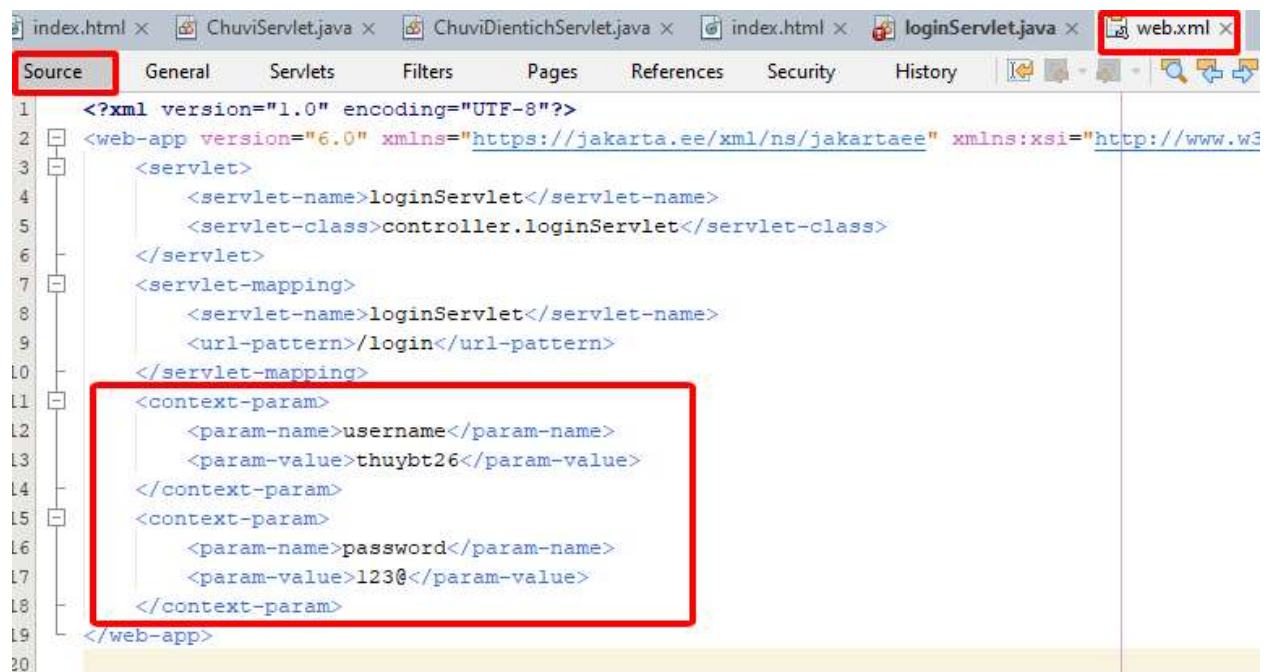 index.html × ChuviServlet.java × ChuviDientichServlet.java × index.html × loginServlet.java × web.xml ×
Source General Servlets Filters Pages References Security History
1 <?xml version="1.0" encoding="UTF-8"?>
2 <web-app version="6.0" xmlns="https://jakarta.ee/xml/ns/jakartaee" xmlns:xsi="http://www.w3
3 <servlet>
4 <servlet-name>loginServlet</servlet-name>
5 <servlet-class>controller.loginServlet</servlet-class>
6 </servlet>
7 <servlet-mapping>
8 <servlet-name>loginServlet</servlet-name>
9 <url-pattern>/login</url-pattern>
10 </servlet-mapping>
11 <context-param>
12 <param-name>username</param-name>
13 <param-value>thuybt26</param-value>
14 </context-param>
15 <context-param>
16 <param-name>password</param-name>
17 <param-value>123@</param-value>
18 </context-param>
19 </web-app>
20